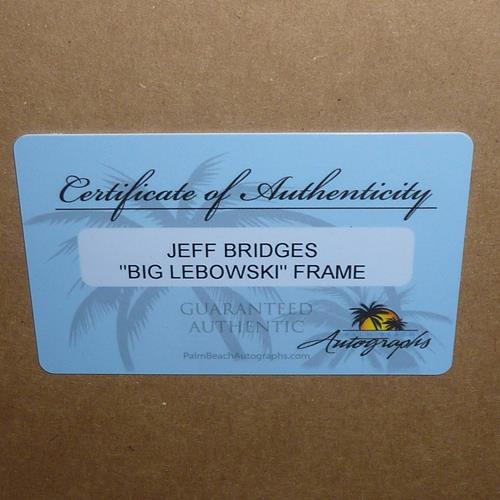 Certificate of Authenticity
JEFF BRIDGES
"BIG LEBOWSKI" FRAME
GUARANTEED
AUTHENTIC
PalmBeachAutographs.com
Autographs